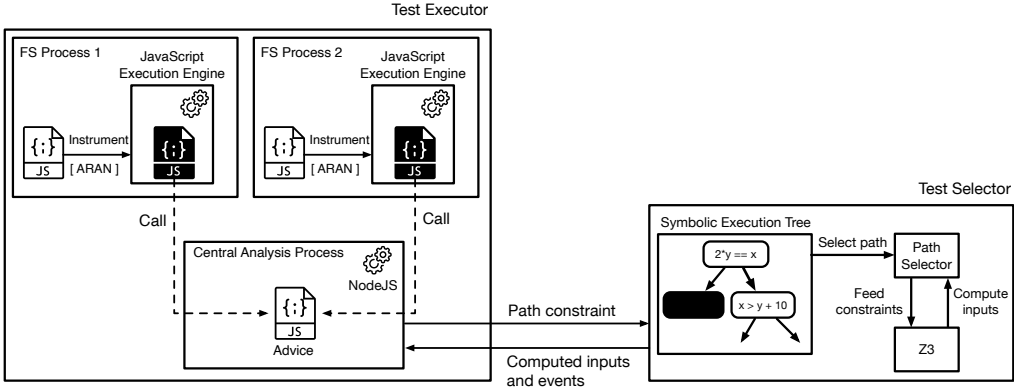 Test Executor
FS Process 1
JavaScript
Execution Engine
{;}
JS
Instrument
[ ARAN ]
{;}
JS
FS Process 2
JavaScript
Execution Engine
{;}
JS
Instrument
[ ARAN ]
{;}
JS
Call
Call
Central Analysis Process
NodeJS
{;}
JS
Advice
Path constraint
Computed inputs
and events
Test Selector
Symbolic Execution Tree
2*y == x
x > y + 10
Select path
Path
Selector
Feed
constraints
Compute
inputs
Z3